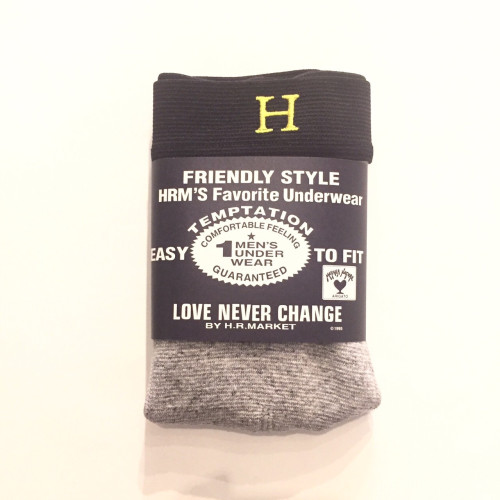 H
FRIENDLY STYLE
HRM'S Favorite Underwear
TEMPTATION
COMFORTABLE FEELING
EASY
1 MEN'S
UNDER
WEAR
TO FIT
GUARANTEED
LOVE NEVER CHANGE
BY H.R.MARKET